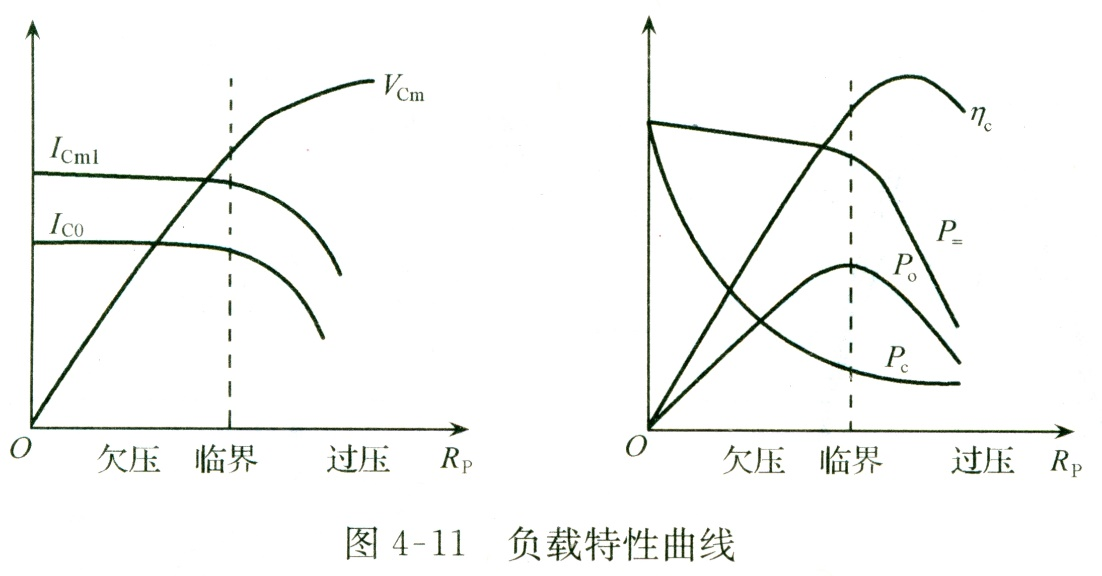 V_Cm
I_Cm1
I_C0
O 欠压 临界 过压 R_P
η_c
P_=
P_o
P_c
O 欠压 临界 过压 R_P
图 4-11 负载特性曲线